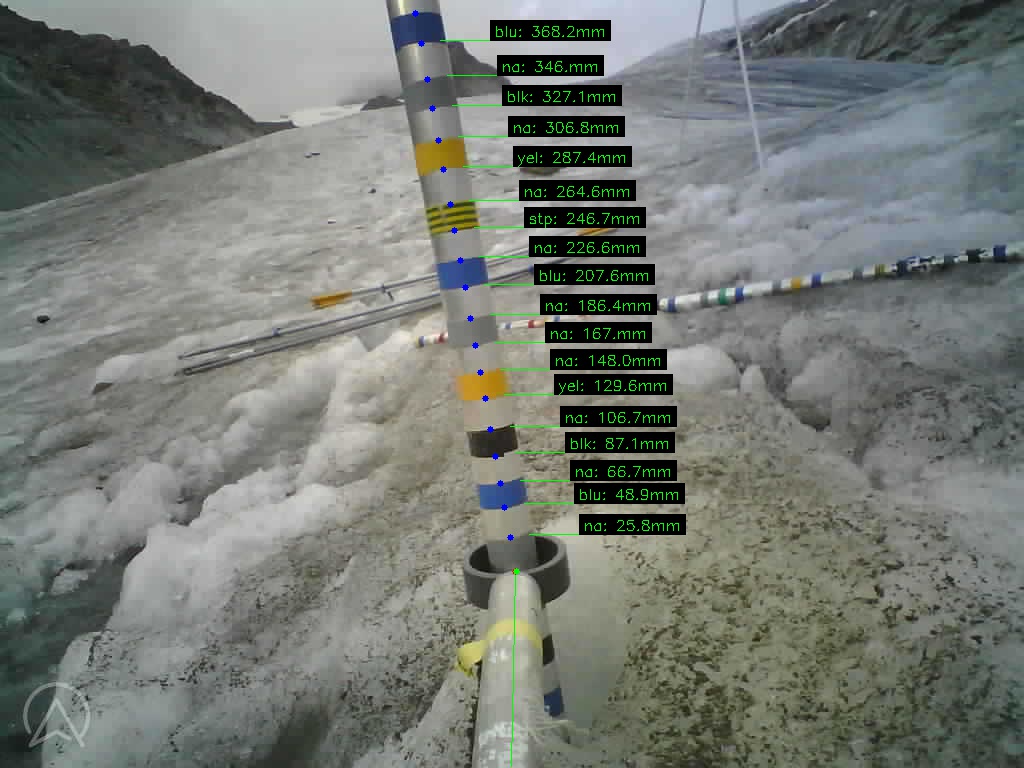 blu: 368.2mm
na: 346.mm
blk: 327.1mm
na: 306.8mm
yel: 287.4mm
na: 264.6mm
stp: 246.7mm
na: 226.6mm
blu: 207.6mm
na: 186.4mm
na: 167.mm
na: 148.0mm
yel: 129.6mm
na: 106.7mm
blk: 87.1mm
na: 66.7mm
blu: 48.9mm
na: 25.8mm